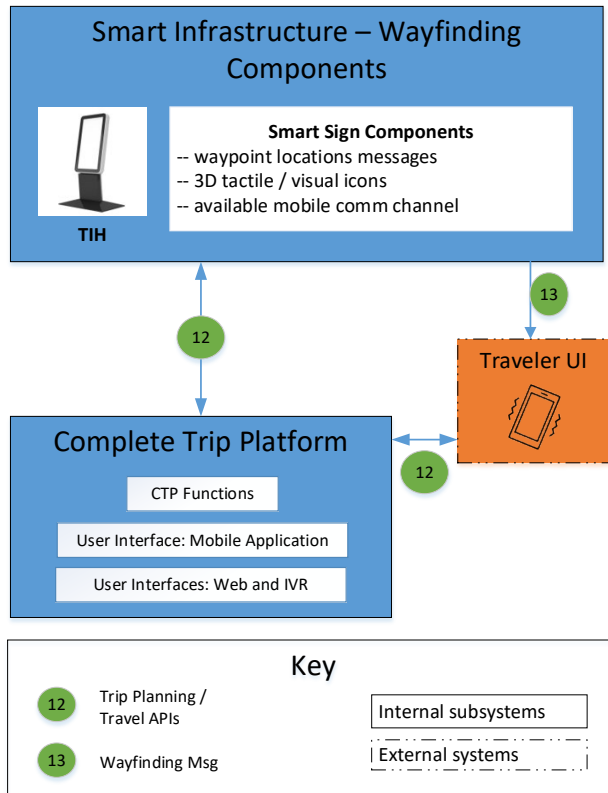 Smart Infrastructure – Wayfinding
Components
Smart Sign Components
-- waypoint locations messages
-- 3D tactile / visual icons
-- available mobile comm channel
TIH
12
13
Traveler UI
Complete Trip Platform
12
CTP Functions
User Interface: Mobile Application
User Interfaces: Web and IVR
Key
12
Trip Planning /
Travel APIs
Internal subsystems
13
Wayfinding Msg
External systems